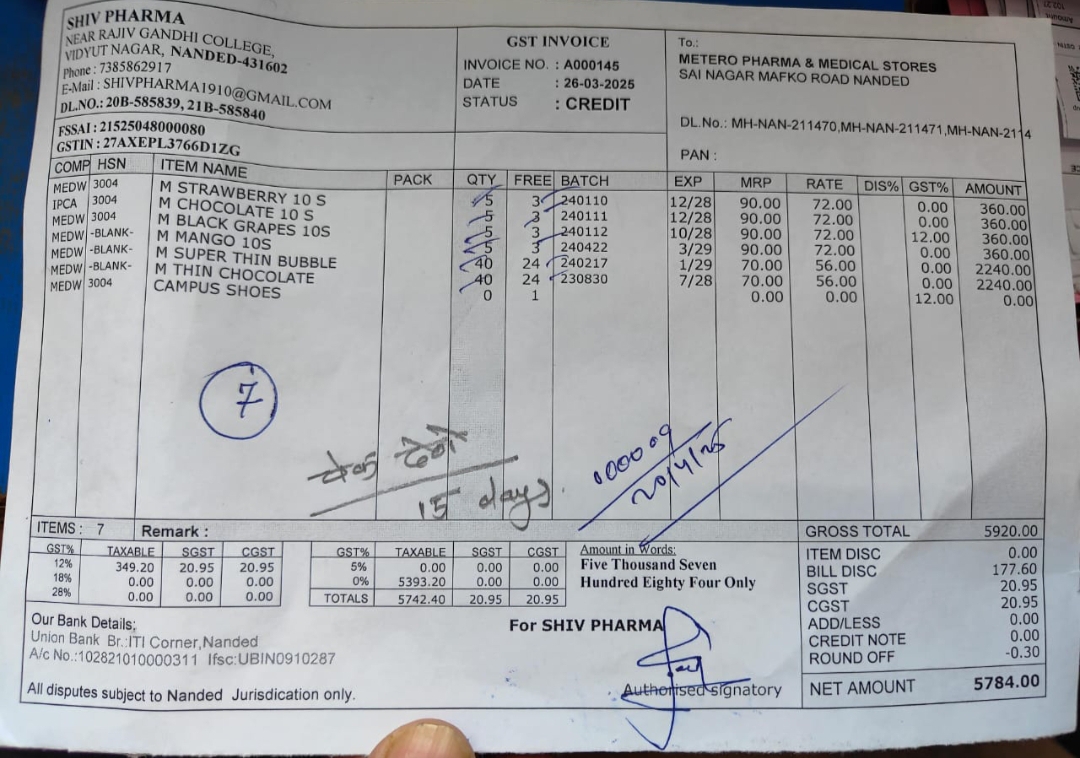 SHIV PHARMA
NEAR RAJIV GANDHI COLLEGE,
VIDYUT NAGAR, NANDED-431602
Phone : 7385862917
E-Mail : SHIVPHARMA1910@GMAIL.COM
DL.NO.: 20B-585839, 21B-585840
FSSAI : 21525048000080
GSTIN : 27AXEPL3766D1ZG
GST INVOICE
INVOICE NO. : A000145
DATE : 26-03-2025
STATUS : CREDIT
To.:
METERO PHARMA & MEDICAL STORES
SAI NAGAR MAFKO ROAD NANDED
DL.No.: MH-NAN-211470,MH-NAN-211471,MH-NAN-2114
PAN :
COMP HSN ITEM NAME PACK QTY FREE BATCH EXP MRP RATE DIS% GST% AMOUNT
MEDW 3004 M STRAWBERRY 10 S 5 3 240110 12/28 90.00 72.00 0.00 360.00
IPCA 3004 M CHOCOLATE 10 S 5 3 240111 12/28 90.00 72.00 0.00 360.00
MEDW 3004 M BLACK GRAPES 10S 5 3 240112 10/28 90.00 72.00 12.00 360.00
MEDW -BLANK- M MANGO 10S 5 3 240422 3/29 90.00 72.00 0.00 360.00
MEDW -BLANK- M SUPER THIN BUBBLE 40 24 240217 1/29 70.00 56.00 0.00 2240.00
MEDW -BLANK- M THIN CHOCOLATE 40 24 230830 7/28 70.00 56.00 0.00 2240.00
MEDW 3004 CAMPUS SHOES 0 1 0.00 0.00 12.00 0.00
7
15 days.
000009
20/4/25
ITEMS : 7 Remark :
GST% TAXABLE SGST CGST
12% 349.20 20.95 20.95
18% 0.00 0.00 0.00
28% 0.00 0.00 0.00
GST% TAXABLE SGST CGST
5% 0.00 0.00 0.00
0% 5393.20 0.00 0.00
TOTALS 5742.40 20.95 20.95
Amount in Words:
Five Thousand Seven
Hundred Eighty Four Only
GROSS TOTAL 5920.00
ITEM DISC 0.00
BILL DISC 177.60
SGST 20.95
CGST 20.95
ADD/LESS 0.00
CREDIT NOTE 0.00
ROUND OFF -0.30
NET AMOUNT 5784.00
Our Bank Details;
Union Bank Br.:ITI Corner,Nanded
A/c No.:102821010000311 Ifsc:UBIN0910287
All disputes subject to Nanded Jurisdication only.
For SHIV PHARMA
Authorised signatory